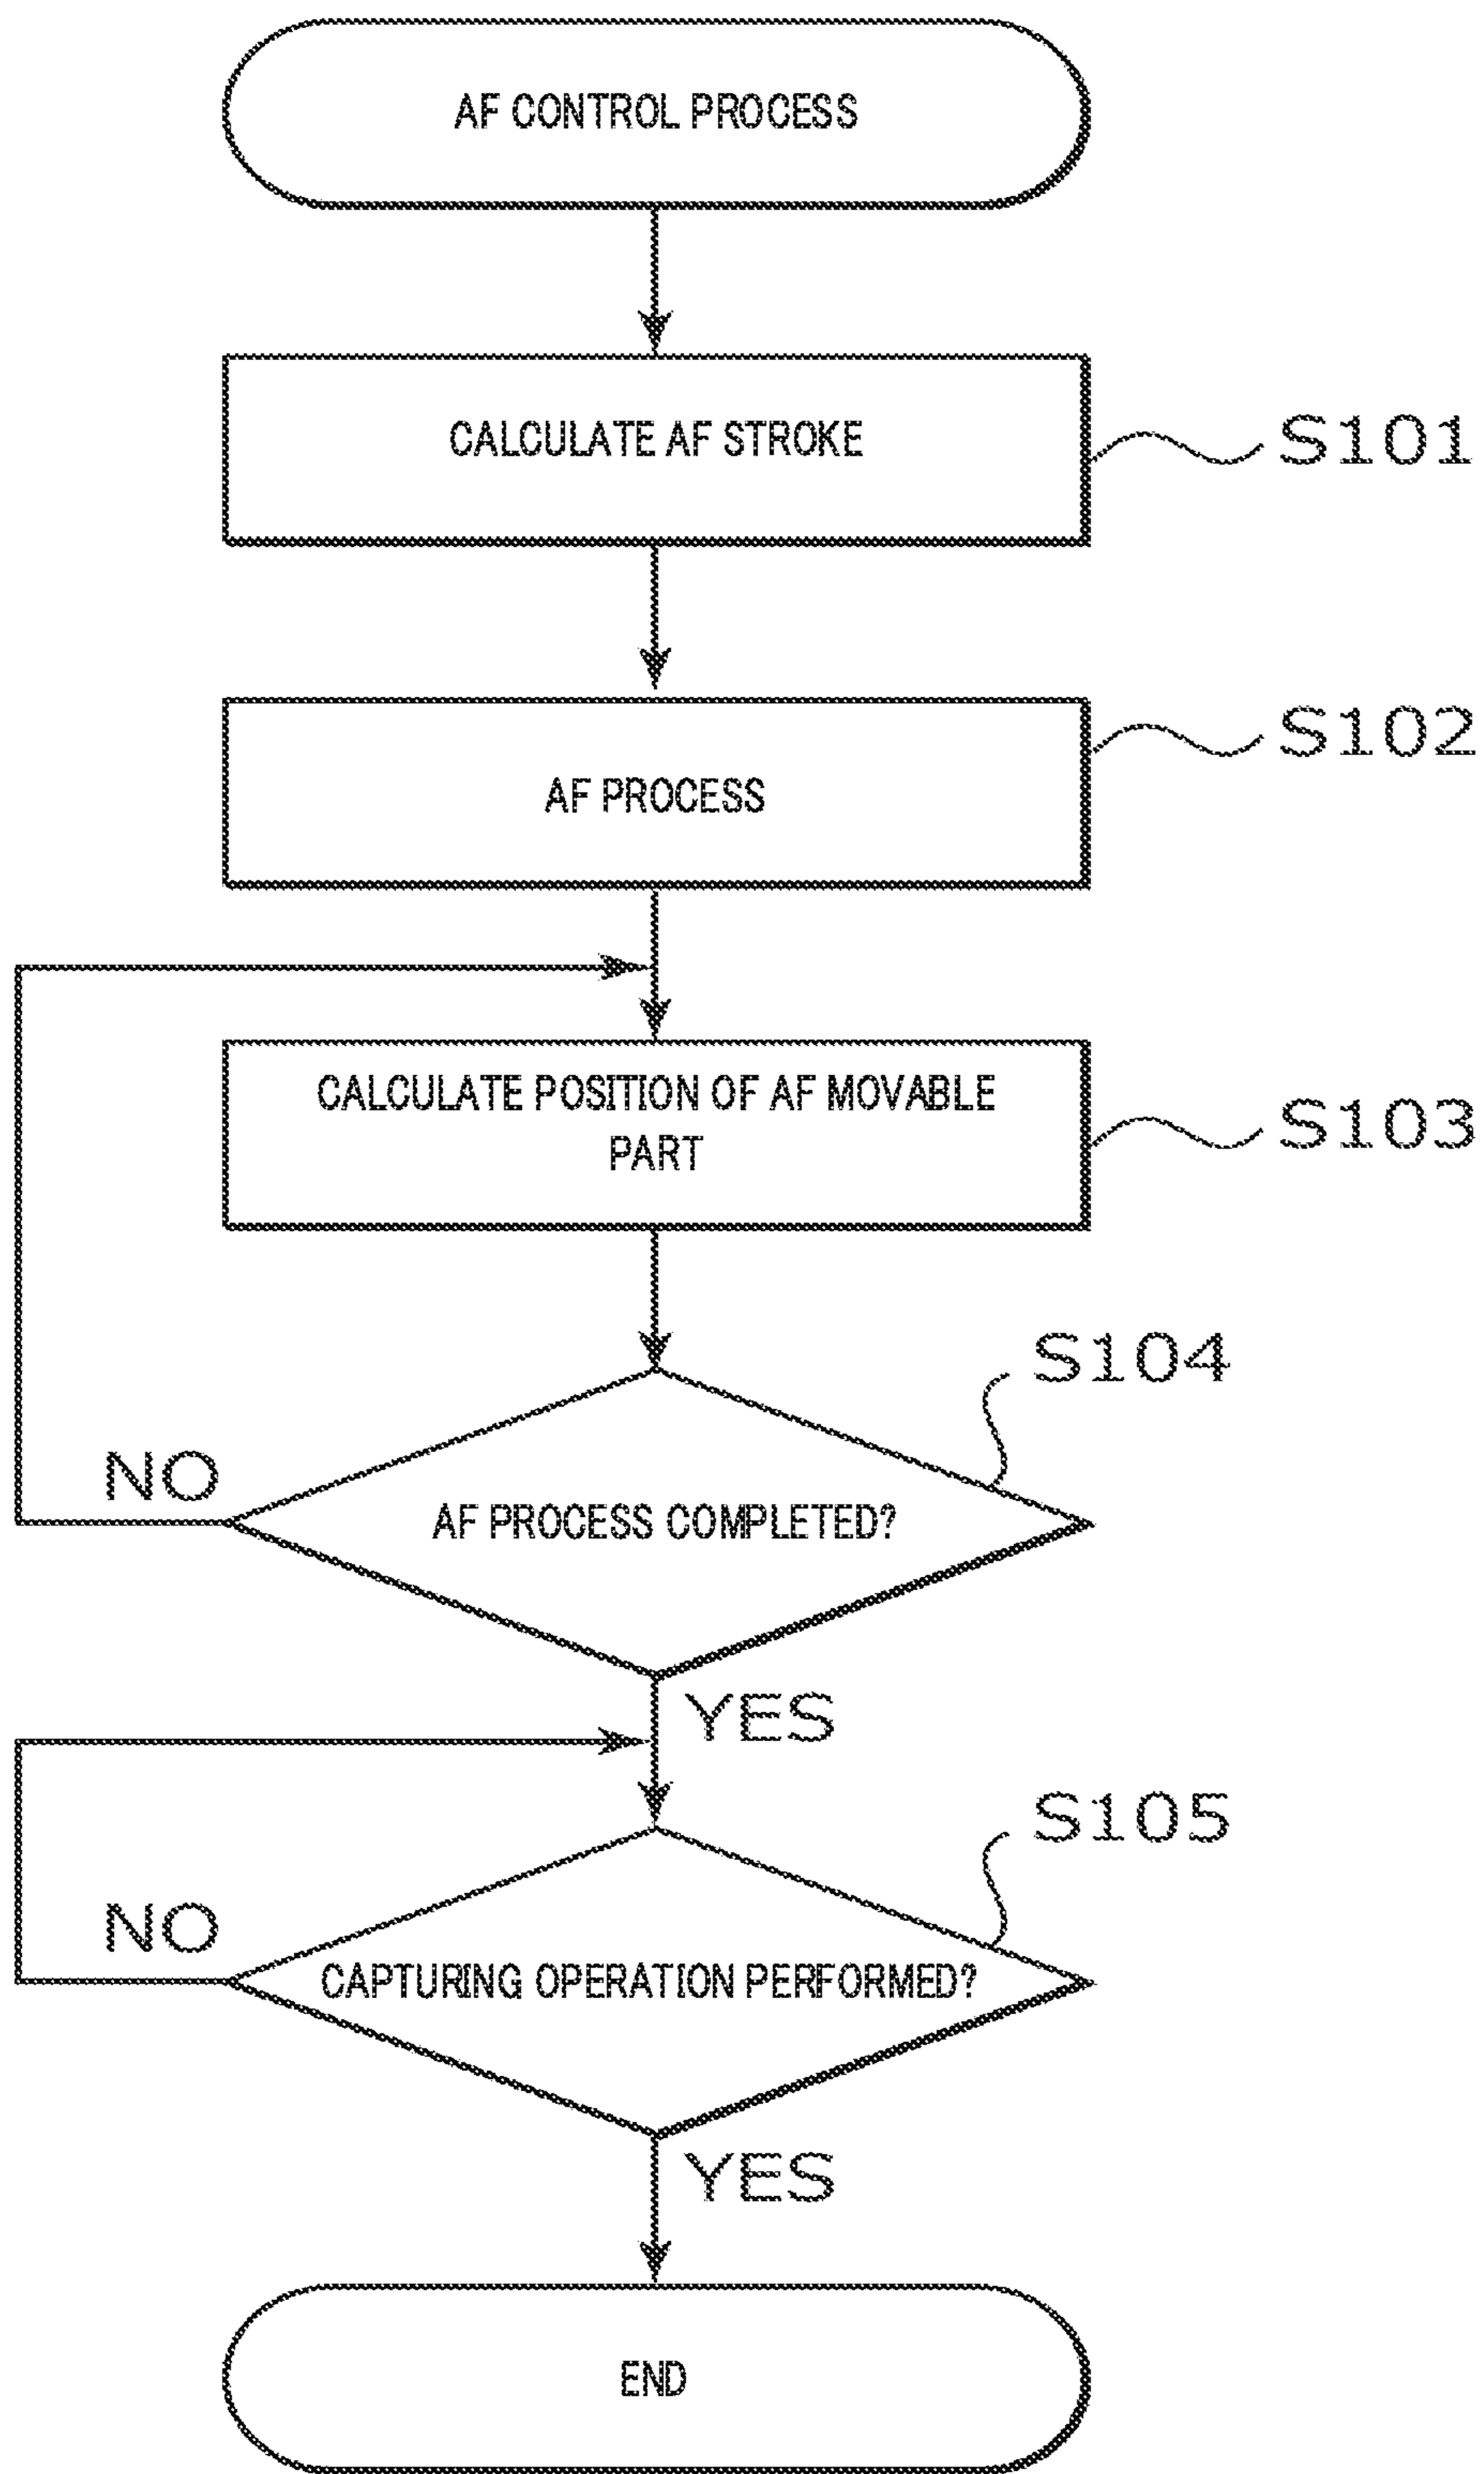 AF CONTROL PROCESS
CALCULATE AF STROKE
S101
AF PROCESS
S102
CALCULATE POSITION OF AF MOVABLE
PART
S103
S104
NO
AF PROCESS COMPLETED?
YES
S105
NO
CAPTURING OPERATION PERFORMED?
YES
END